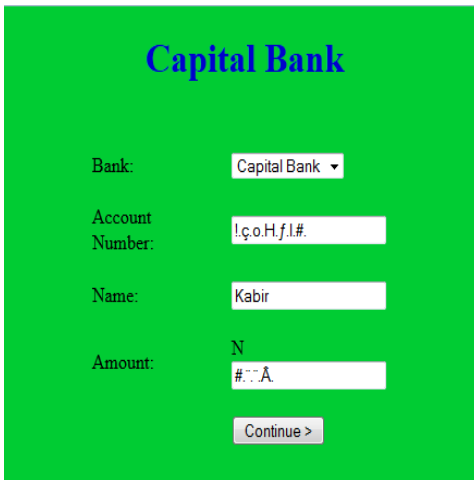 Capital Bank
Bank: Capital Bank
Account
Number: !.ç.o.H.ƒ.I.#.
Name: Kabir
N
Amount: #.¨.¨.Â.
Continue >